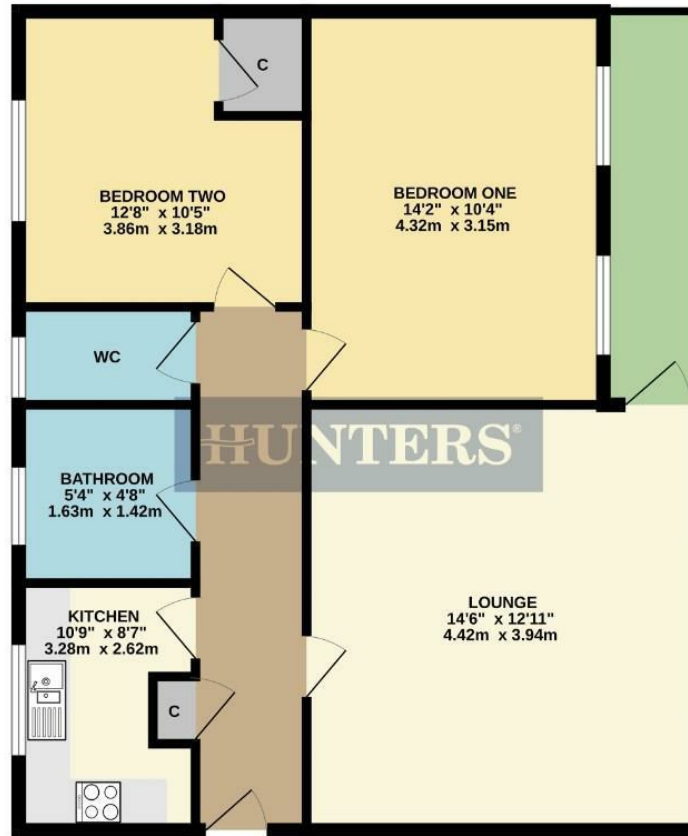 C
BEDROOM TWO
12'8" x 10'5"
3.86m x 3.18m
BEDROOM ONE
14'2" x 10'4"
4.32m x 3.15m
WC
HUNTERS®
BATHROOM
5'4" x 4'8"
1.63m x 1.42m
KITCHEN
10'9" x 8'7"
3.28m x 2.62m
LOUNGE
14'6" x 12'11"
4.42m x 3.94m
C